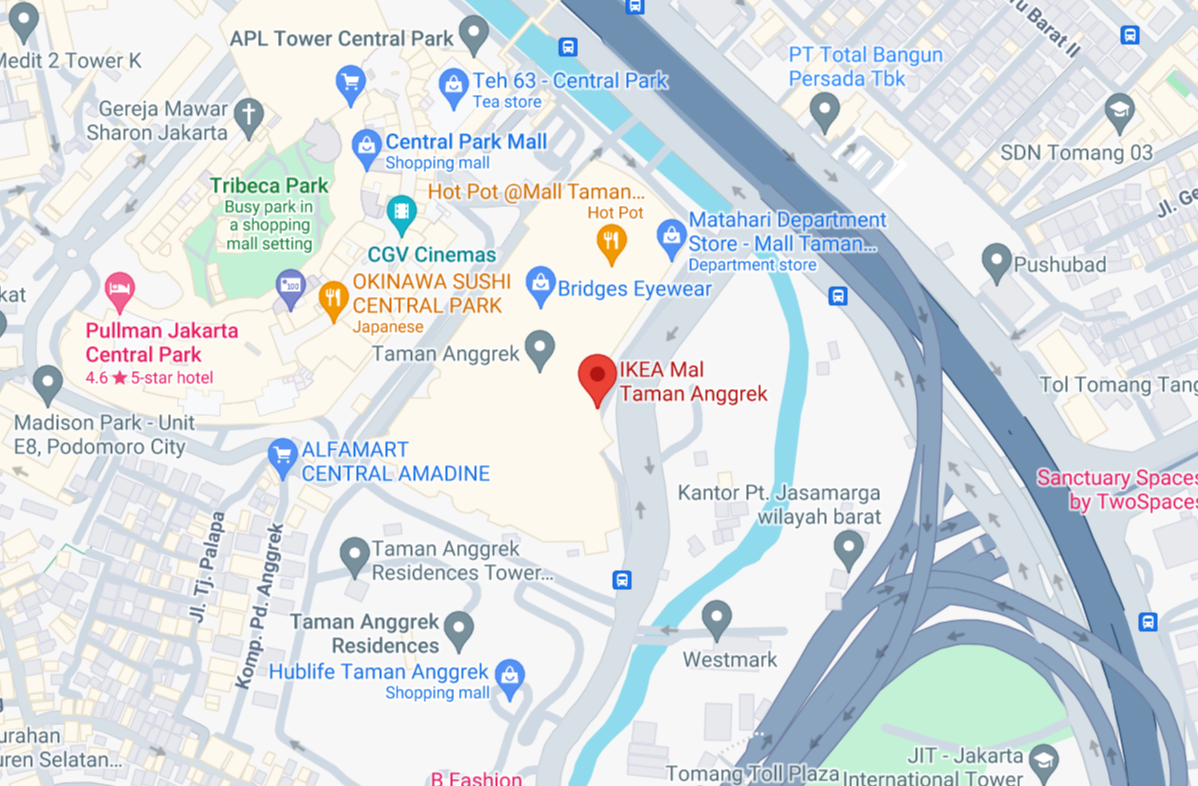 Medit 2 Tower K
APL Tower Central Park
Teh 63 - Central Park
Tea store
PT Total Bangun
Persada Tbk
ru Barat II
Gereja Mawar
Sharon Jakarta
Central Park Mall
Shopping mall
SDN Tomang 03
Tribeca Park
Busy park in
a shopping
mall setting
Hot Pot @Mall Taman...
Hot Pot
Matahari Department
Store - Mall Taman...
Department store
Jl. Ge
CGV Cinemas
Pushubad
kat
100
OKINAWA SUSHI
CENTRAL PARK
Japanese
Bridges Eyewear
Pullman Jakarta
Central Park
4.6 ★ 5-star hotel
Taman Anggrek
IKEA Mal
Taman Anggrek
Tol Tomang Tang
Madison Park - Unit
E8, Podomoro City
ALFAMART
CENTRAL AMADINE
Sanctuary Spaces
by TwoSpaces
Kantor Pt. Jasamarga
wilayah barat
Jl. Tj. Palapa
Komp. Pd. Anggrek
Taman Anggrek
Residences Tower...
Taman Anggrek
Residences
Westmark
Hublife Taman Anggrek
Shopping mall
urahan
uren Selatan...
B Fashion
Tomang Toll Plaza
JIT - Jakarta
International Tower